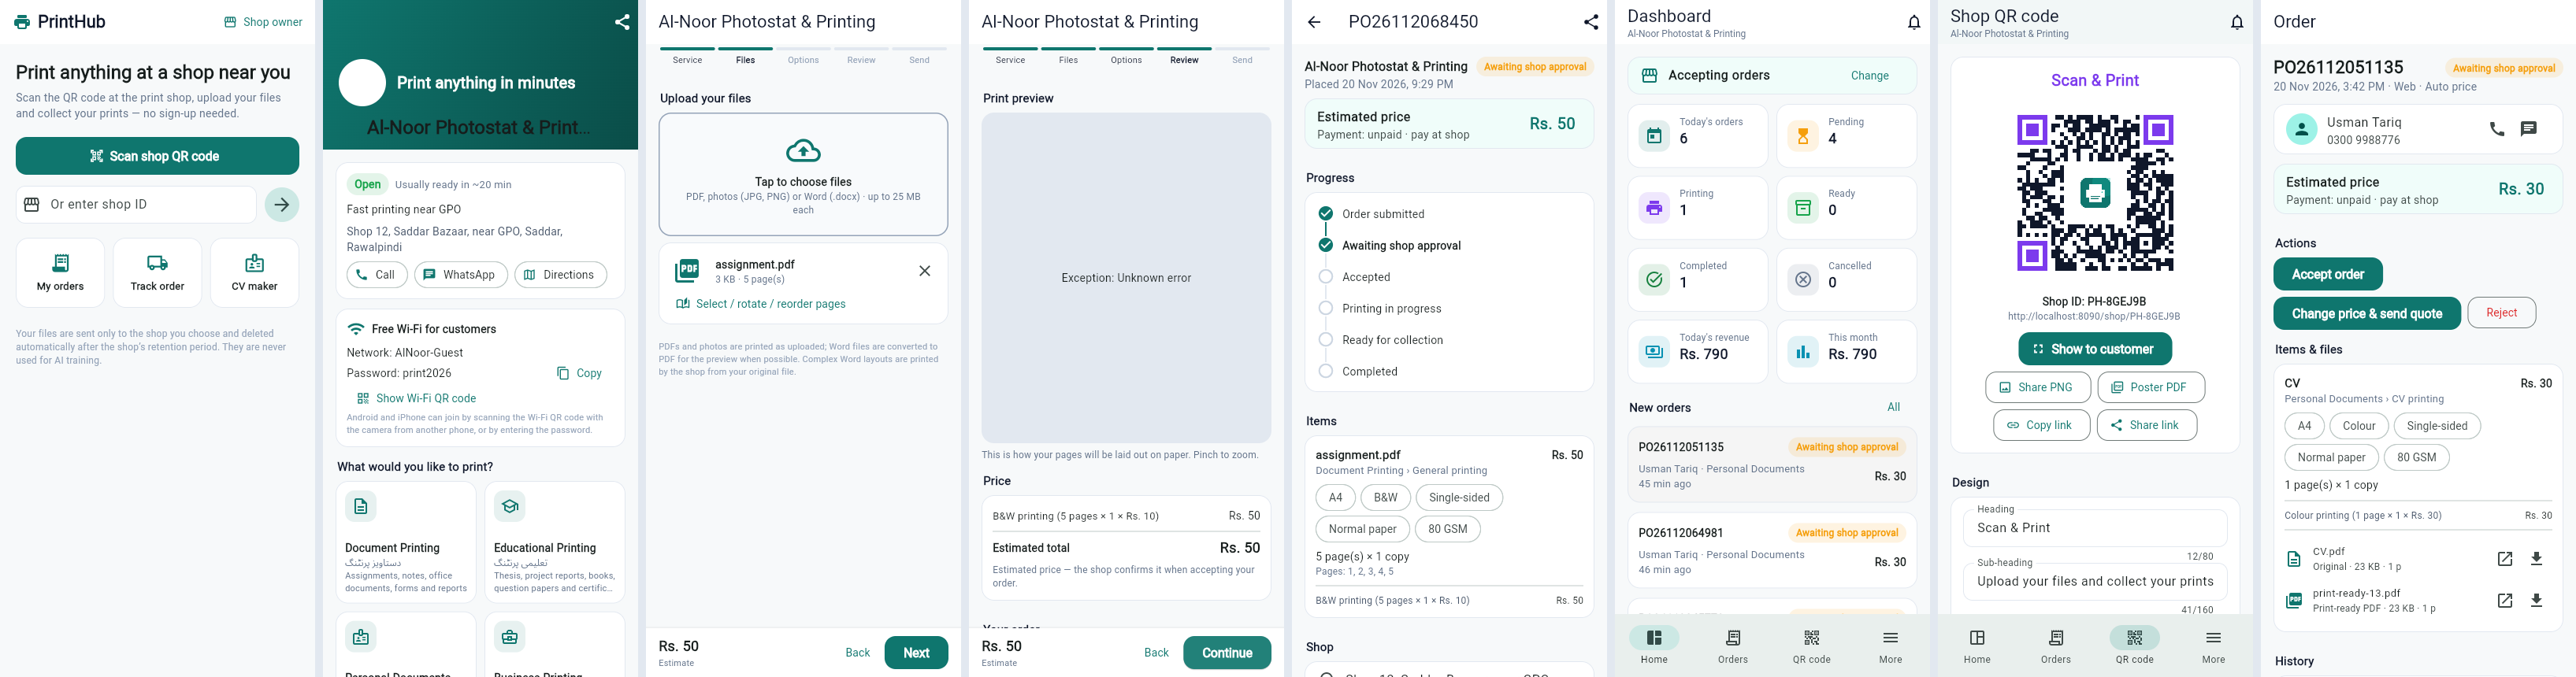 PrintHub
Shop owner
Print anything at a shop near you
Scan the QR code at the print shop, upload your files
and collect your prints — no sign-up needed.
Scan shop QR code
Or enter shop ID
My orders
Track order
CV maker
Your files are sent only to the shop you choose and deleted
automatically after the shop's retention period. They are never
used for AI training.
Print anything in minutes
Al-Noor Photostat & Print...
Open
Usually ready in ~20 min
Fast printing near GPO
Shop 12, Saddar Bazaar, near GPO, Saddar,
Rawalpindi
Call
WhatsApp
Directions
Free Wi-Fi for customers
Network: AlNoor-Guest
Password: print2026
Copy
Show Wi-Fi QR code
Android and iPhone can join by scanning the Wi-Fi QR code with
the camera from another phone, or by entering the password.
What would you like to print?
Document Printing
دستاویز پرنٹنگ
Assignments, notes, office
documents, forms and reports
Educational Printing
تعلیمی پرنٹنگ
Thesis, project reports, books,
question papers and certific...
Al-Noor Photostat & Printing
Service
Files
Options
Review
Send
Upload your files
Tap to choose files
PDF, photos (JPG, PNG) or Word (.docx) · up to 25 MB
each
PDF
assignment.pdf
3 KB · 5 page(s)
Select / rotate / reorder pages
PDFs and photos are printed as uploaded; Word files are converted to
PDF for the preview when possible. Complex Word layouts are printed
by the shop from your original file.
Rs. 50
Estimate
Back
Next
Al-Noor Photostat & Printing
Service
Files
Options
Review
Send
Print preview
Exception: Unknown error
This is how your pages will be laid out on paper. Pinch to zoom.
Price
B&W printing (5 pages × 1 × Rs. 10)
Rs. 50
Estimated total
Rs. 50
Estimated price — the shop confirms it when accepting your
order.
Rs. 50
Estimate
Back
Continue
PO26112068450
Al-Noor Photostat & Printing
Awaiting shop approval
Placed 20 Nov 2026, 9:29 PM
Estimated price
Payment: unpaid · pay at shop
Rs. 50
Progress
Order submitted
Awaiting shop approval
Accepted
Printing in progress
Ready for collection
Completed
Items
assignment.pdf
Rs. 50
Document Printing › General printing
A4
B&W
Single-sided
Normal paper
80 GSM
5 page(s) × 1 copy
Pages: 1, 2, 3, 4, 5
B&W printing (5 pages × 1 × Rs. 10)
Rs. 50
Shop
Dashboard
Al-Noor Photostat & Printing
Accepting orders
Change
Today's orders
6
Pending
4
Printing
1
Ready
0
Completed
1
Cancelled
0
Today's revenue
Rs. 790
This month
Rs. 790
New orders
All
PO26112051135
Awaiting shop approval
Usman Tariq · Personal Documents
45 min ago
Rs. 30
PO26112064981
Awaiting shop approval
Usman Tariq · Personal Documents
46 min ago
Rs. 30
Home
Orders
QR code
More
Shop QR code
Al-Noor Photostat & Printing
Scan & Print
Shop ID: PH-8GEJ9B
http://localhost:8090/shop/PH-8GEJ9B
Show to customer
Share PNG
Poster PDF
Copy link
Share link
Design
Heading
Scan & Print
12/80
Sub-heading
Upload your files and collect your prints
41/160
Home
Orders
QR code
More
Order
PO26112051135
Awaiting shop approval
20 Nov 2026, 3:42 PM · Web · Auto price
Usman Tariq
0300 9988776
Estimated price
Payment: unpaid · pay at shop
Rs. 30
Actions
Accept order
Change price & send quote
Reject
Items & files
CV
Rs. 30
Personal Documents › CV printing
A4
Colour
Single-sided
Normal paper
80 GSM
1 page(s) × 1 copy
Colour printing (1 page × 1 × Rs. 30)
Rs. 30
CV.pdf
Original · 23 KB · 1 p
PDF
print-ready-13.pdf
Print-ready PDF · 23 KB · 1 p
History